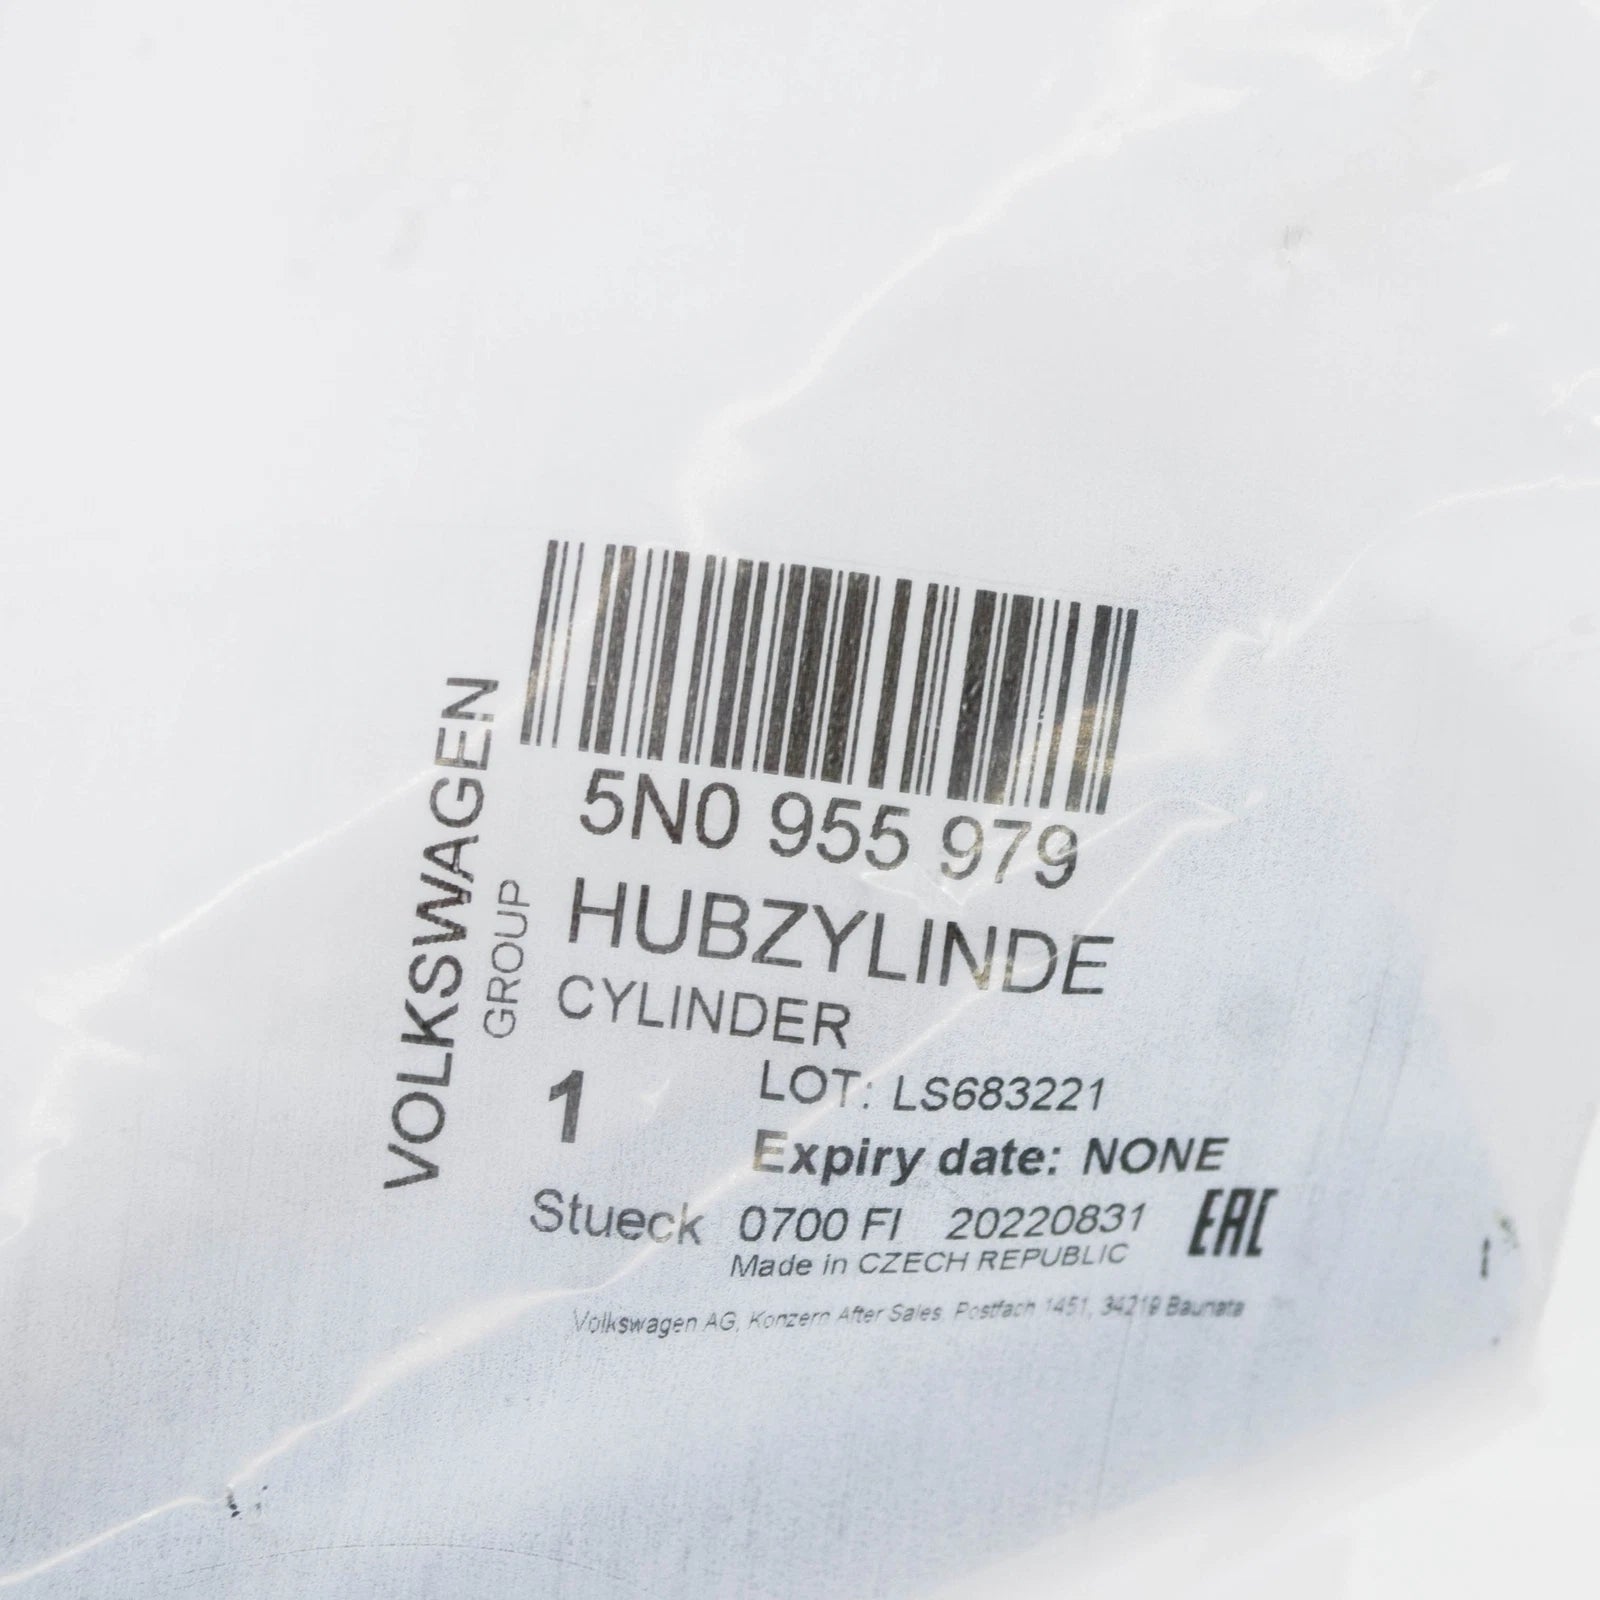 VOLKSWAGEN
GROUP
5N0 955 979
HUBZYLINDE
CYLINDER
1
LOT: LS683221
Expiry date: NONE
Stueck 0700 FI 20220831 EAC
Made in CZECH REPUBLIC
Volkswagen AG, Konzern After Sales, Postfach 1451, 34219 Baunata